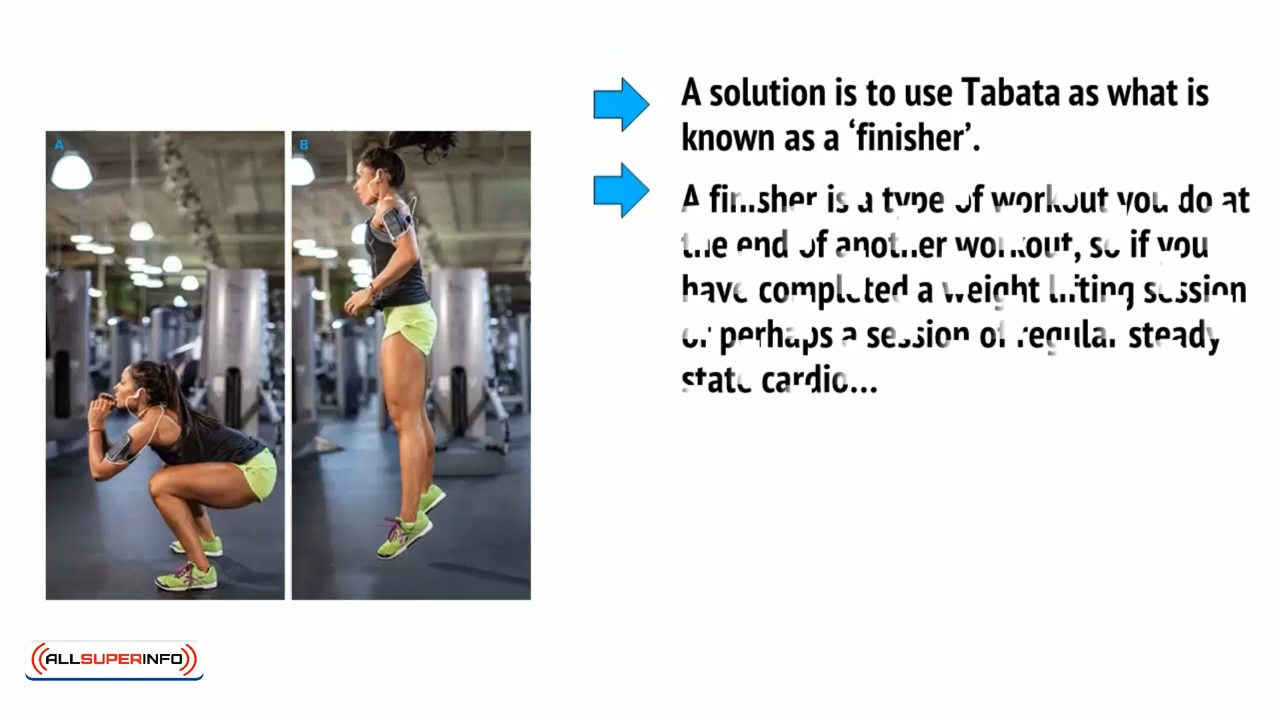 A
B
A solution is to use Tabata as what is
known as a ‘finisher’.
A finisher is a type of workout you do at
the end of another workout, so if you
have completed a weight lifting session
or perhaps a session of regular steady
state cardio...
ALLSUPERINFO